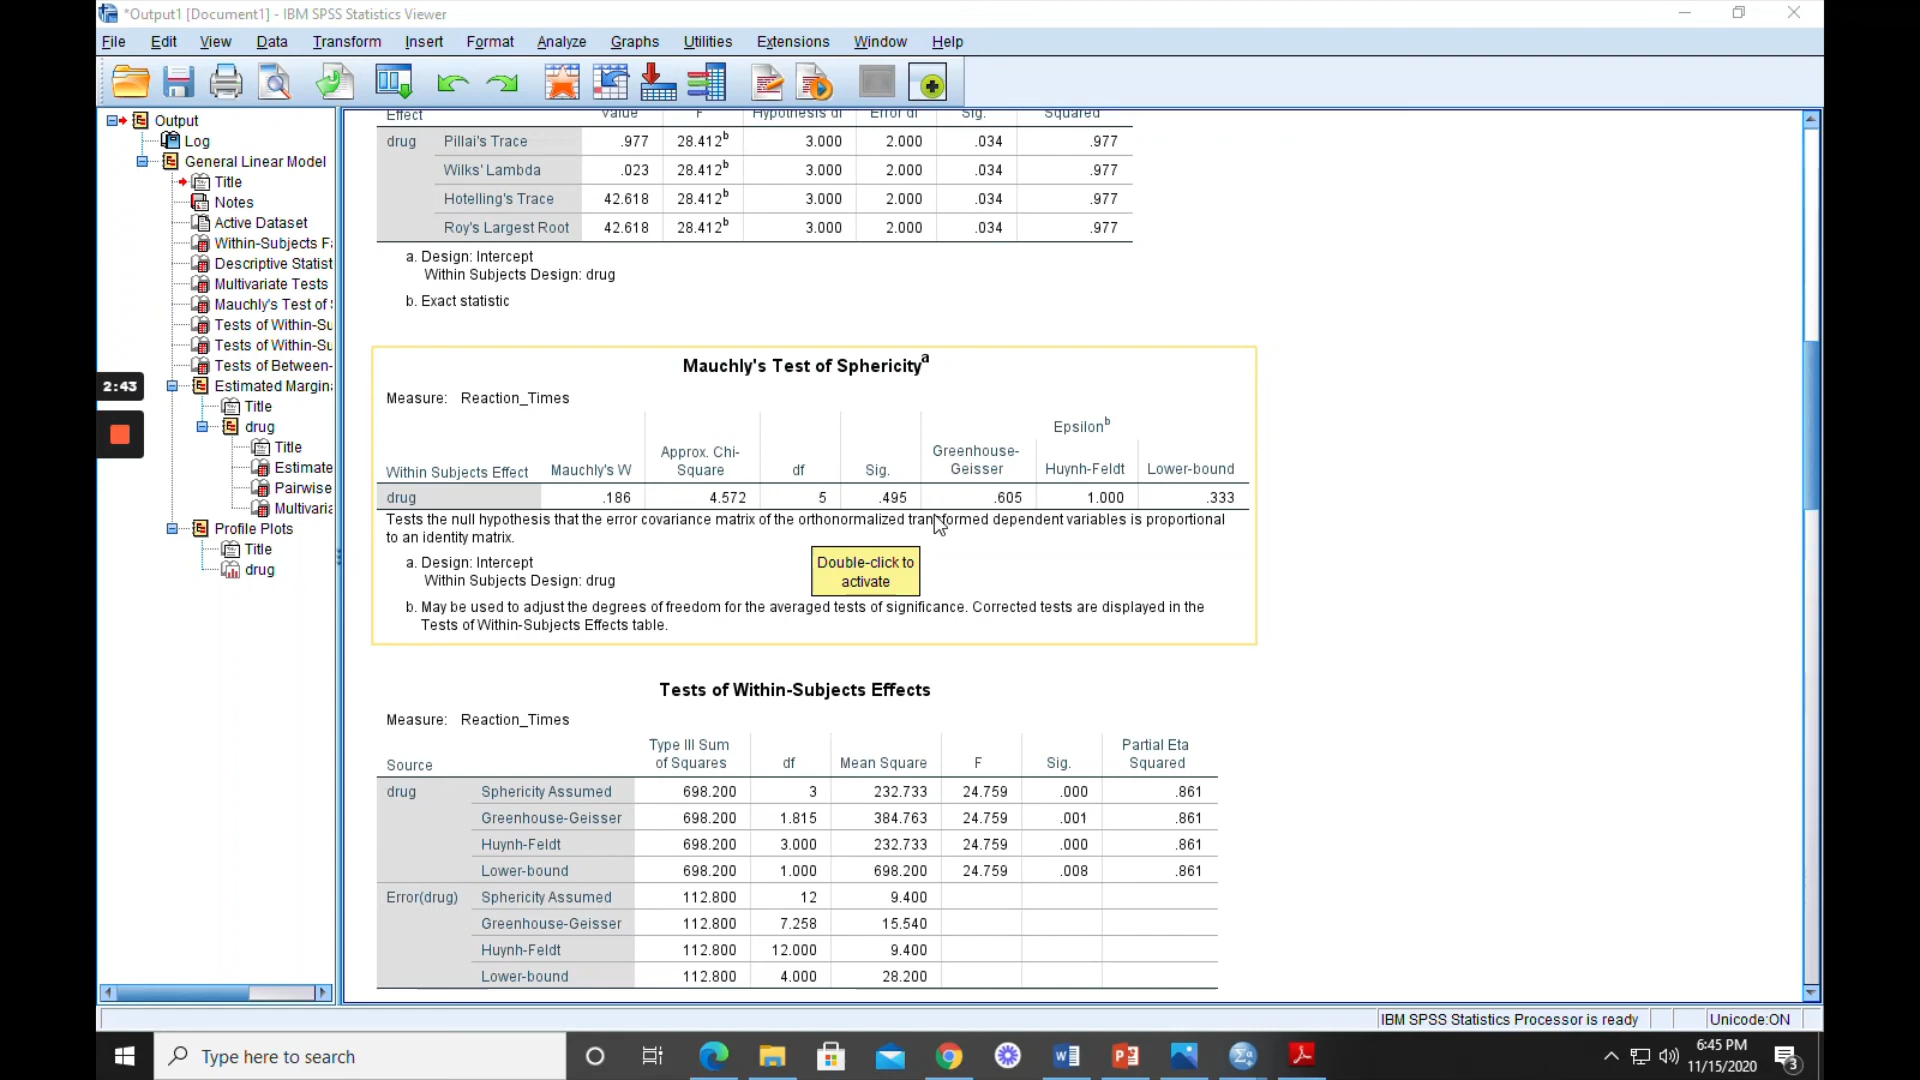 *Output1 [Document1] - IBM SPSS Statistics Viewer
File Edit View Data Transform Insert Format Analyze Graphs Utilities Extensions Window Help
Output
Log
General Linear Model
Title
Notes
Active Dataset
Within-Subjects F
Descriptive Statist
Multivariate Tests
Mauchly's Test of
Tests of Within-Su
Tests of Within-Su
Tests of Between-
Estimated Margin
Title
drug
Title
Estimate
Pairwise
Multivaria
Profile Plots
Title
drug
2:43
Effect Value F Hypothesis df Error df Sig. Squared
drug Pillai's Trace .977 28.412b 3.000 2.000 .034 .977
Wilks' Lambda .023 28.412b 3.000 2.000 .034 .977
Hotelling's Trace 42.618 28.412b 3.000 2.000 .034 .977
Roy's Largest Root 42.618 28.412b 3.000 2.000 .034 .977
a. Design: Intercept
Within Subjects Design: drug
b. Exact statistic
Mauchly's Test of Sphericitya
Measure: Reaction_Times
Epsilonb
Approx. Chi- Greenhouse-
Within Subjects Effect Mauchly's W Square df Sig. Geisser Huynh-Feldt Lower-bound
drug .186 4.572 5 .495 .605 1.000 .333
Tests the null hypothesis that the error covariance matrix of the orthonormalized transformed dependent variables is proportional
to an identity matrix.
a. Design: Intercept
Within Subjects Design: drug
Double-click to
activate
b. May be used to adjust the degrees of freedom for the averaged tests of significance. Corrected tests are displayed in the
Tests of Within-Subjects Effects table.
Tests of Within-Subjects Effects
Measure: Reaction_Times
Type III Sum Partial Eta
Source of Squares df Mean Square F Sig. Squared
drug Sphericity Assumed 698.200 3 232.733 24.759 .000 .861
Greenhouse-Geisser 698.200 1.815 384.763 24.759 .001 .861
Huynh-Feldt 698.200 3.000 232.733 24.759 .000 .861
Lower-bound 698.200 1.000 698.200 24.759 .008 .861
Error(drug) Sphericity Assumed 112.800 12 9.400
Greenhouse-Geisser 112.800 7.258 15.540
Huynh-Feldt 112.800 12.000 9.400
Lower-bound 112.800 4.000 28.200
IBM SPSS Statistics Processor is ready Unicode:ON
Type here to search
6:45 PM
11/15/2020
3